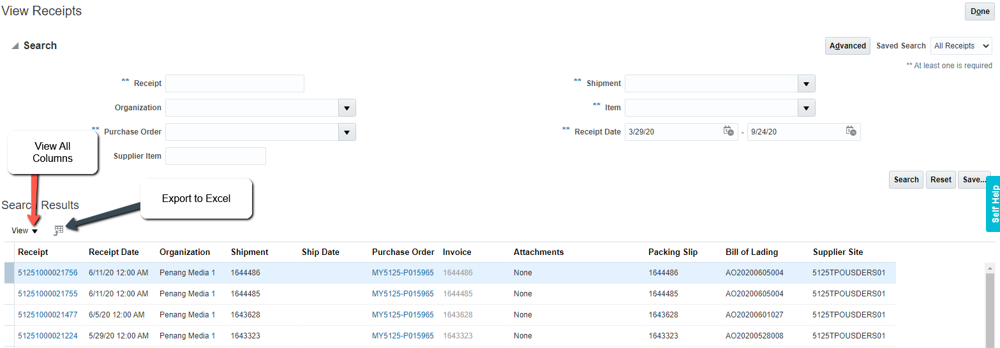 View Receipts
Done
Search
Advanced Saved Search All Receipts
** At least one is required
** Receipt
** Shipment
Organization
** Item
** Purchase Order
** Receipt Date 3/29/20 - 9/24/20
Supplier Item
View All
Columns
Search Reset Save...
Self Help
Export to Excel
Search Results
View
Receipt Receipt Date Organization Shipment Ship Date Purchase Order Invoice Attachments Packing Slip Bill of Lading Supplier Site
51251000021756 6/11/20 12:00 AM Penang Media 1 1644486 MY5125-P015965 1644486 None 1644486 AO20200605004 5125TPOUSDERS01
51251000021755 6/11/20 12:00 AM Penang Media 1 1644485 MY5125-P015965 1644485 None 1644485 AO20200605004 5125TPOUSDERS01
51251000021477 6/5/20 12:00 AM Penang Media 1 1643628 MY5125-P015965 1643628 None 1643628 AO20200601027 5125TPOUSDERS01
51251000021224 5/29/20 12:00 AM Penang Media 1 1643323 MY5125-P015965 1643323 None 1643323 AO20200528008 5125TPOUSDERS01